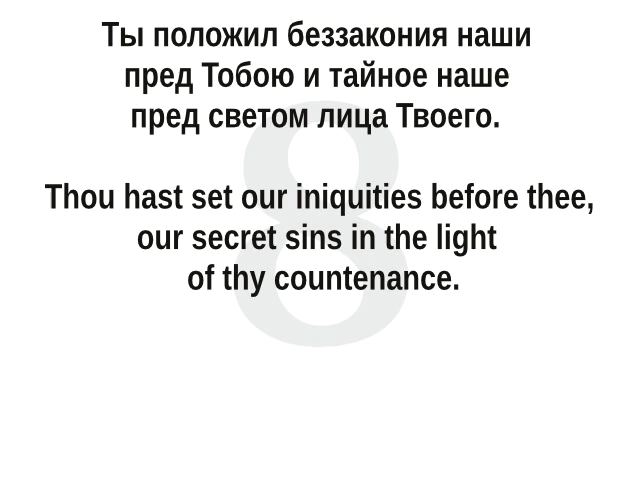 Ты положил беззакония наши
пред Тобою и тайное наше
пред светом лица Твоего.
Thou hast set our iniquities before thee,
our secret sins in the light
of thy countenance.
8